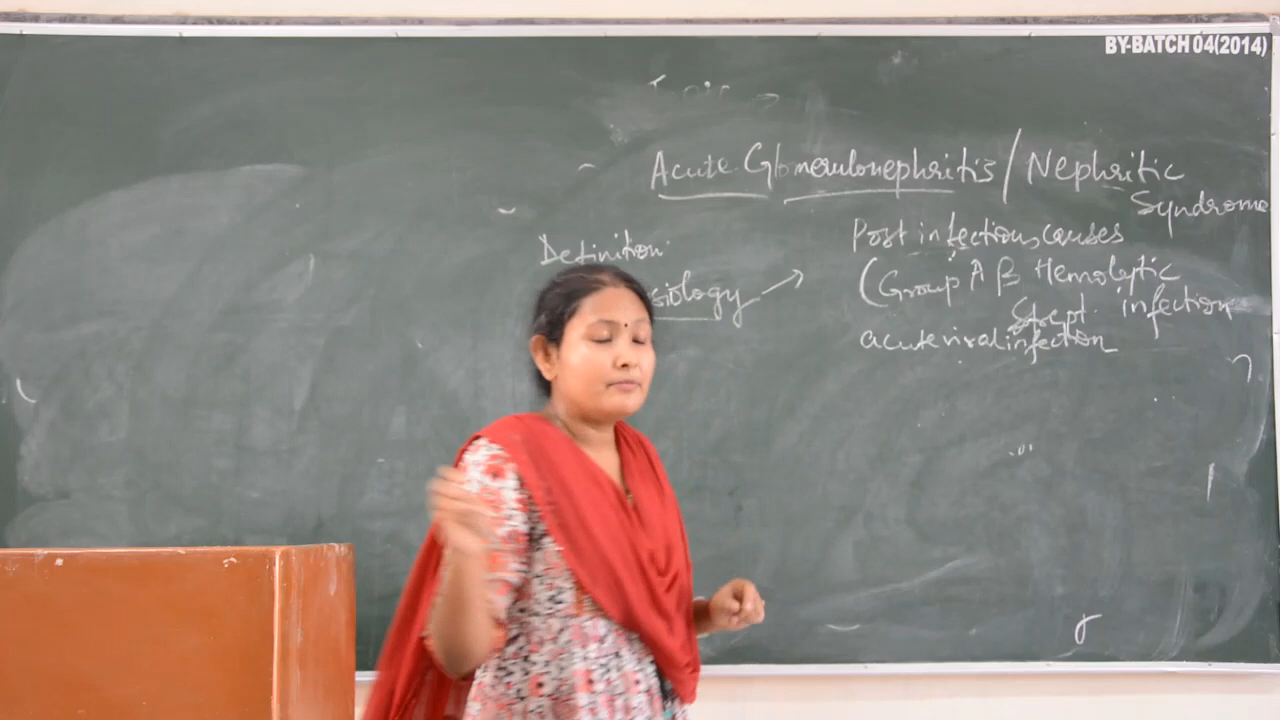 BY-BATCH 04(2014)
Acute Glomerulonephritis / Nephritic
Syndrome
Definition
siology →
Post infectious causes
(Group A β Hemolytic
Strept. infection
acute viral infection